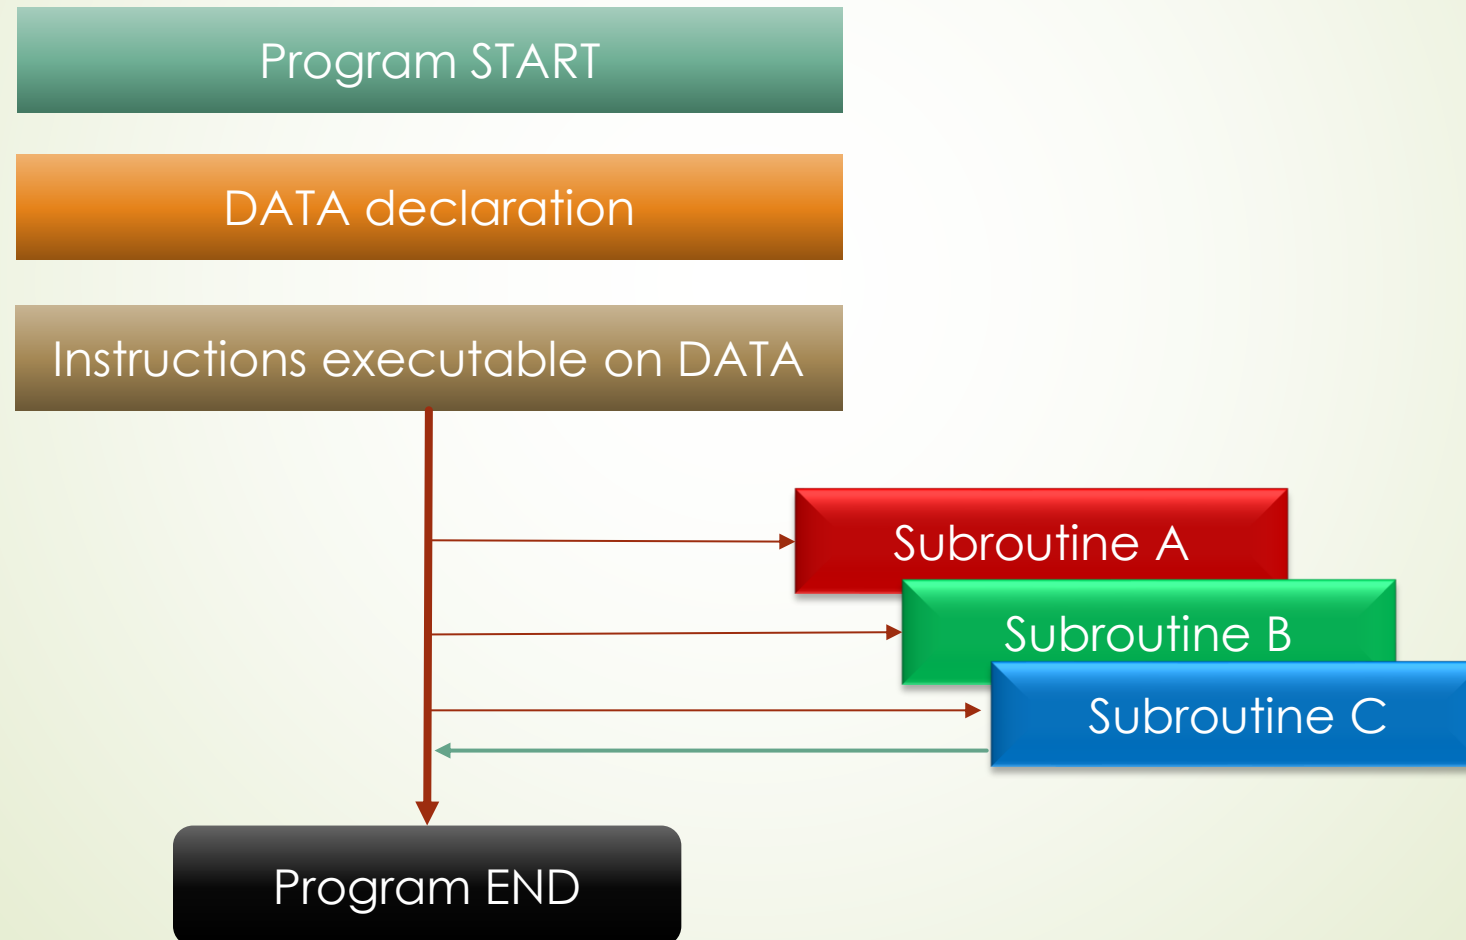 Program START
DATA declaration
Instructions executable on DATA
Subroutine A
Subroutine B
Subroutine C
Program END